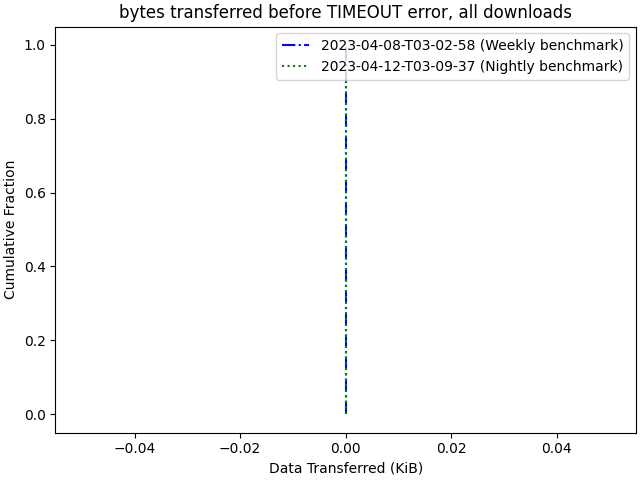 bytes transferred before TIMEOUT error, all downloads
2023-04-08-T03-02-58 (Weekly benchmark)
2023-04-12-T03-09-37 (Nightly benchmark)
Cumulative Fraction
1.0
0.8
0.6
0.4
0.2
0.0
−0.04
−0.02
0.00
0.02
0.04
Data Transferred (KiB)